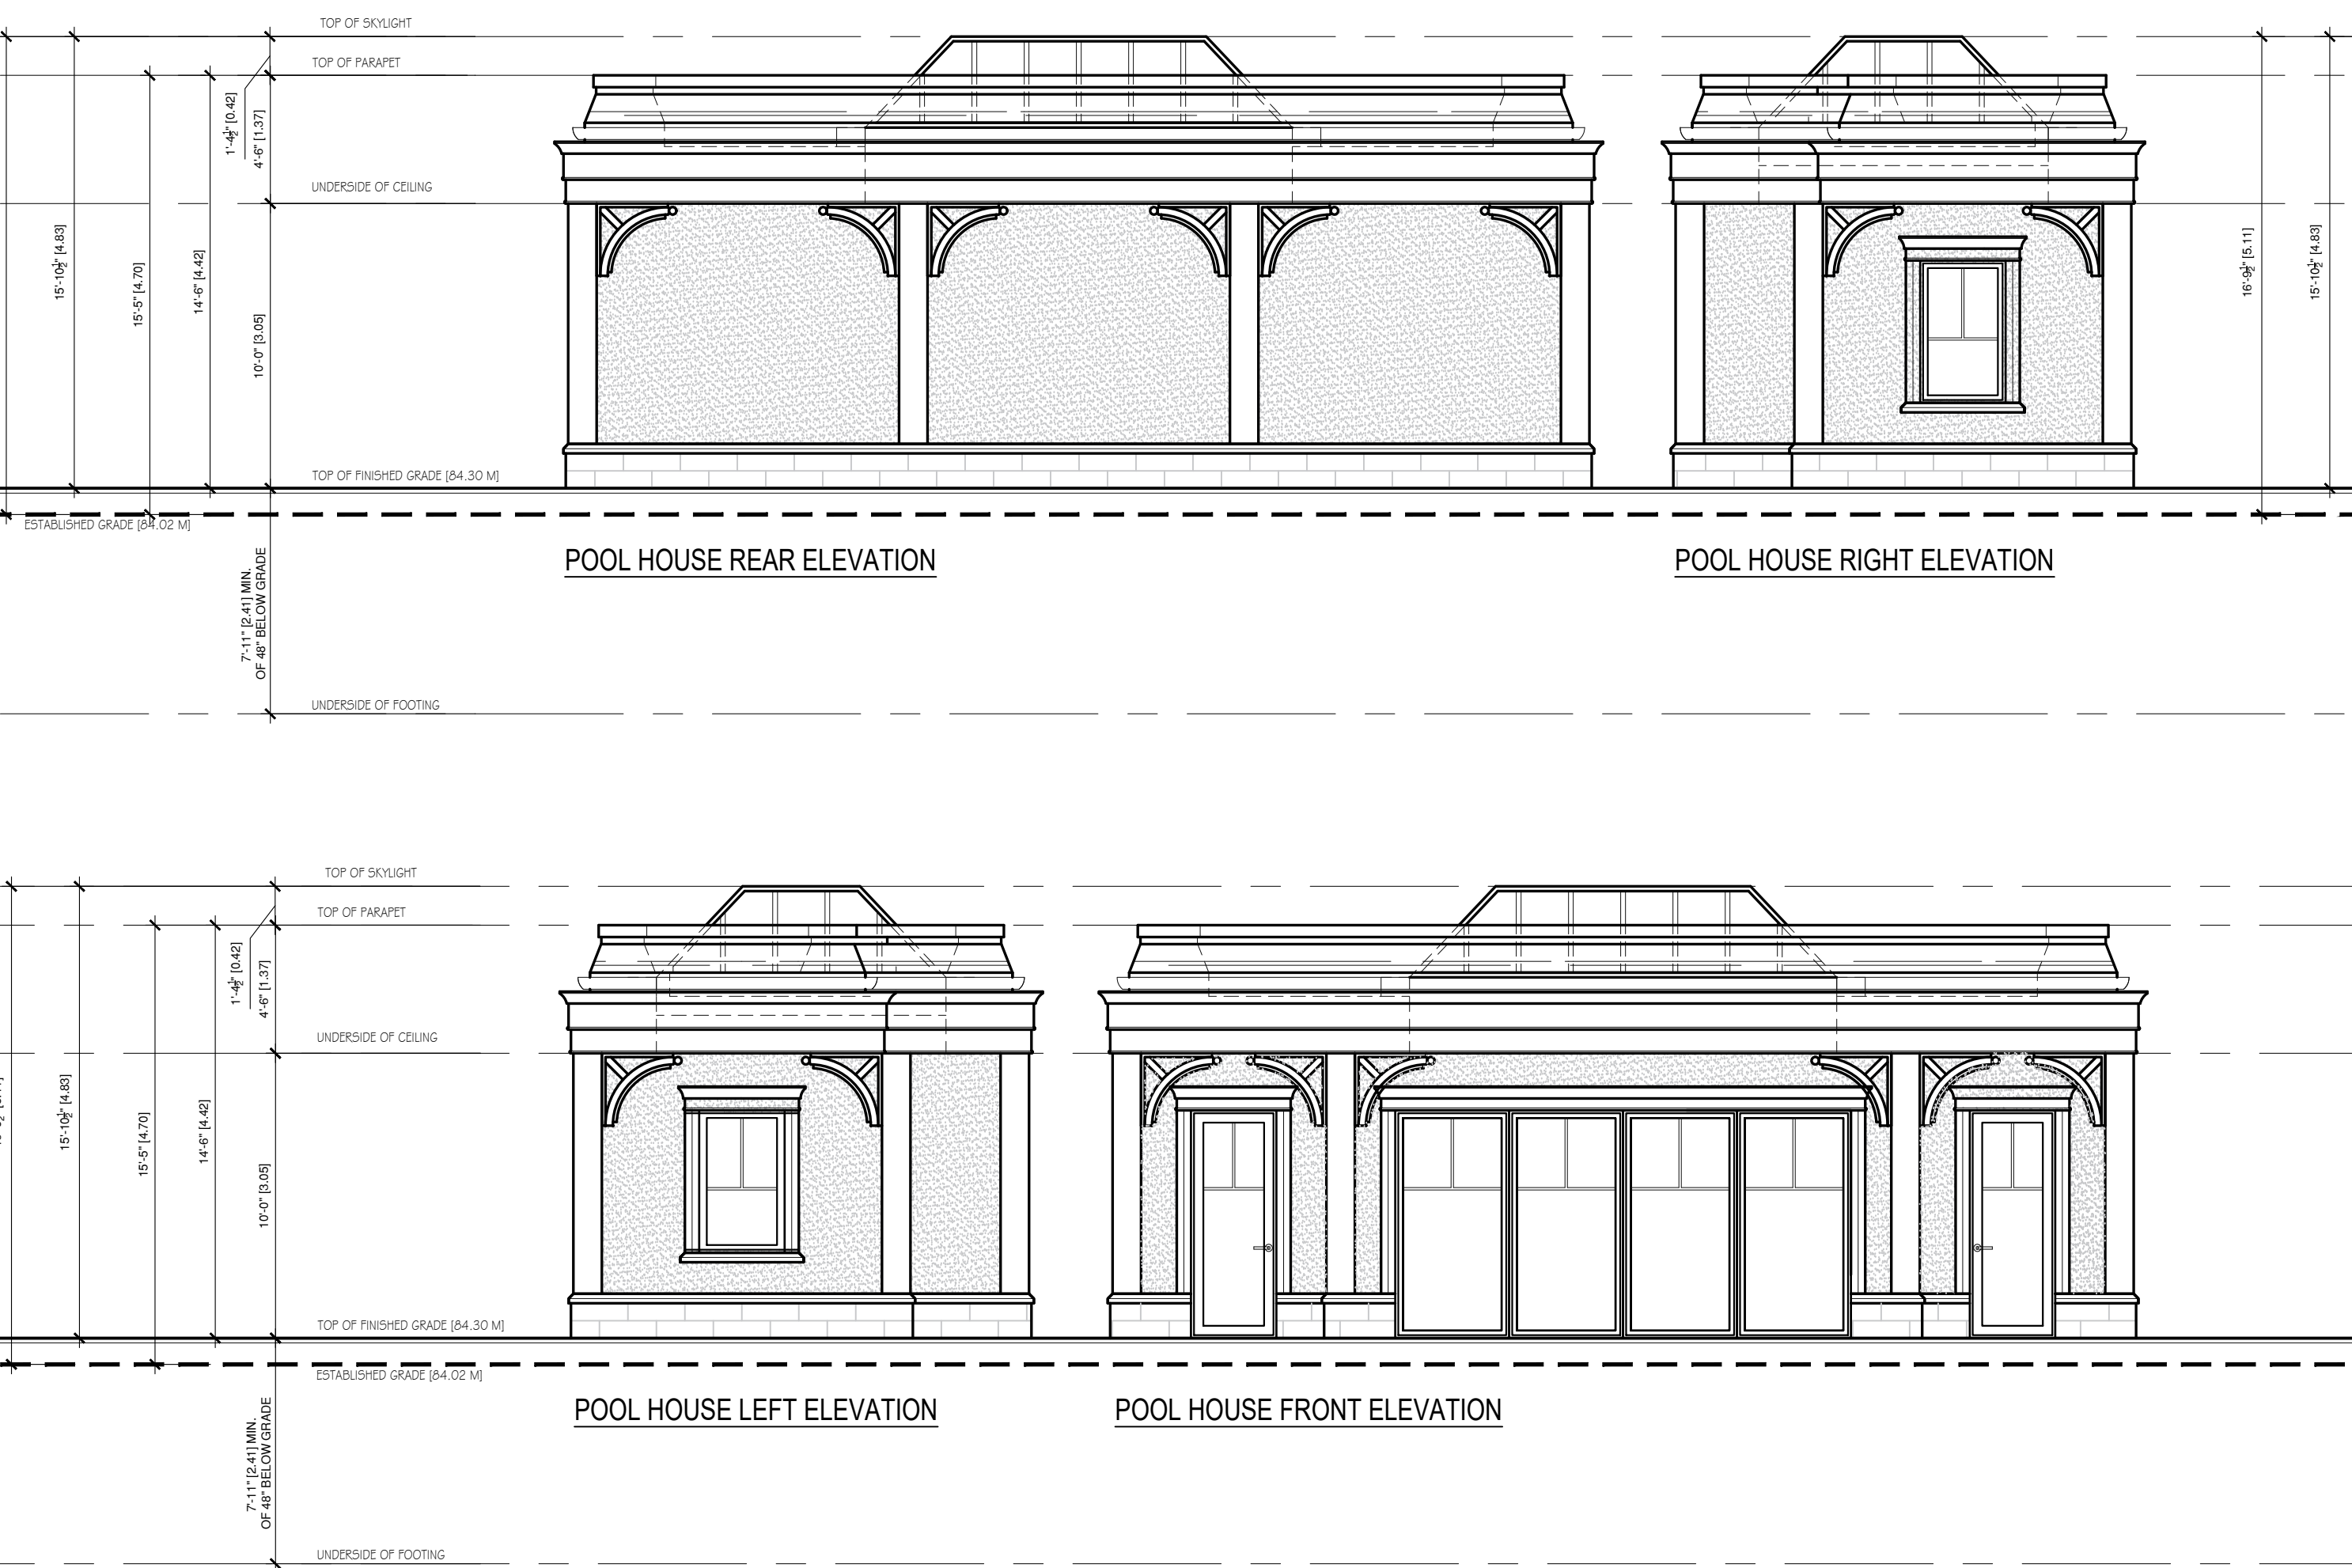 TOP OF SKYLIGHT
TOP OF PARAPET
1'-4½" [0.42]
4'-6" [1.37]
UNDERSIDE OF CEILING
15'-10½" [4.83]
15'-5" [4.70]
14'-6" [4.42]
10'-0" [3.05]
16'-9½" [5.11]
15'-10½" [4.83]
TOP OF FINISHED GRADE [84.30 M]
ESTABLISHED GRADE [84.02 M]
7'-11" [2.41] MIN.
OF 48" BELOW GRADE
POOL HOUSE REAR ELEVATION
POOL HOUSE RIGHT ELEVATION
UNDERSIDE OF FOOTING
TOP OF SKYLIGHT
TOP OF PARAPET
1'-4½" [0.42]
4'-6" [1.37]
UNDERSIDE OF CEILING
15'-10½" [4.83]
15'-5" [4.70]
14'-6" [4.42]
10'-0" [3.05]
TOP OF FINISHED GRADE [84.30 M]
ESTABLISHED GRADE [84.02 M]
7'-11" [2.41] MIN.
OF 48" BELOW GRADE
POOL HOUSE LEFT ELEVATION
POOL HOUSE FRONT ELEVATION
UNDERSIDE OF FOOTING